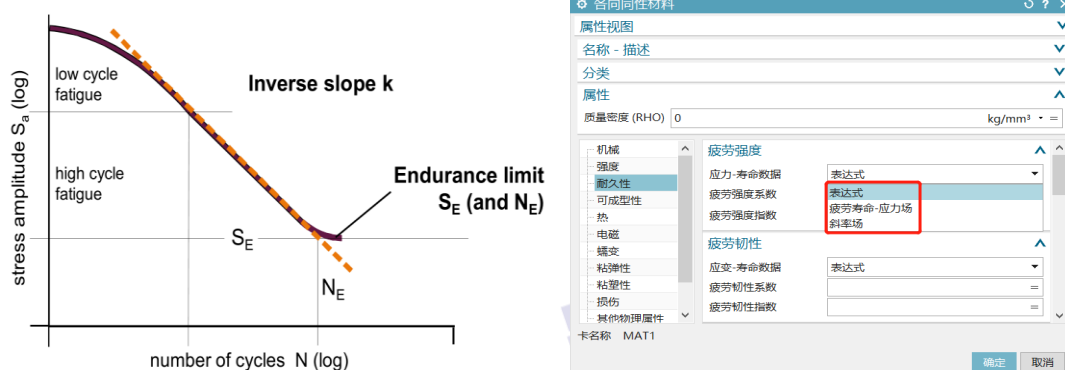 stress amplitude Sa (log)
low cycle
fatigue
high cycle
fatigue
Inverse slope k
Endurance limit
SE (and NE)
SE
NE
number of cycles N (log)
各向同性材料
属性视图
名称 - 描述
分类
属性
质量密度 (RHO) 0 kg/mm³
机械
强度
耐久性
可成型性
热
电磁
蠕变
粘弹性
粘塑性
损伤
其他物理属性
疲劳强度
应力-寿命数据 表达式
表达式
疲劳强度系数
疲劳寿命-应力场
疲劳强度指数
斜率场
疲劳韧性
应变-寿命数据 表达式
疲劳韧性系数
疲劳韧性指数
卡名称 MAT1
确定 取消